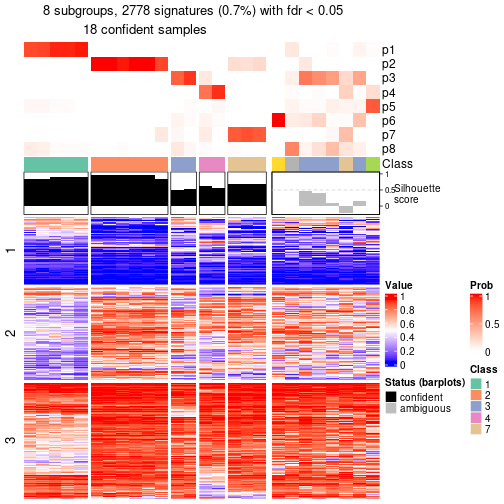 8 subgroups, 2778 signatures (0.7%) with fdr < 0.05
18 confident samples
p1
p2
p3
p4
p5
p6
p7
p8
Class
1
0.5
0
Silhouette
score
1
2
3
Value
1
0.8
0.6
0.4
0.2
0
Status (barplots)
confident
ambiguous
Prob
1
0.5
0
Class
1
2
3
4
7